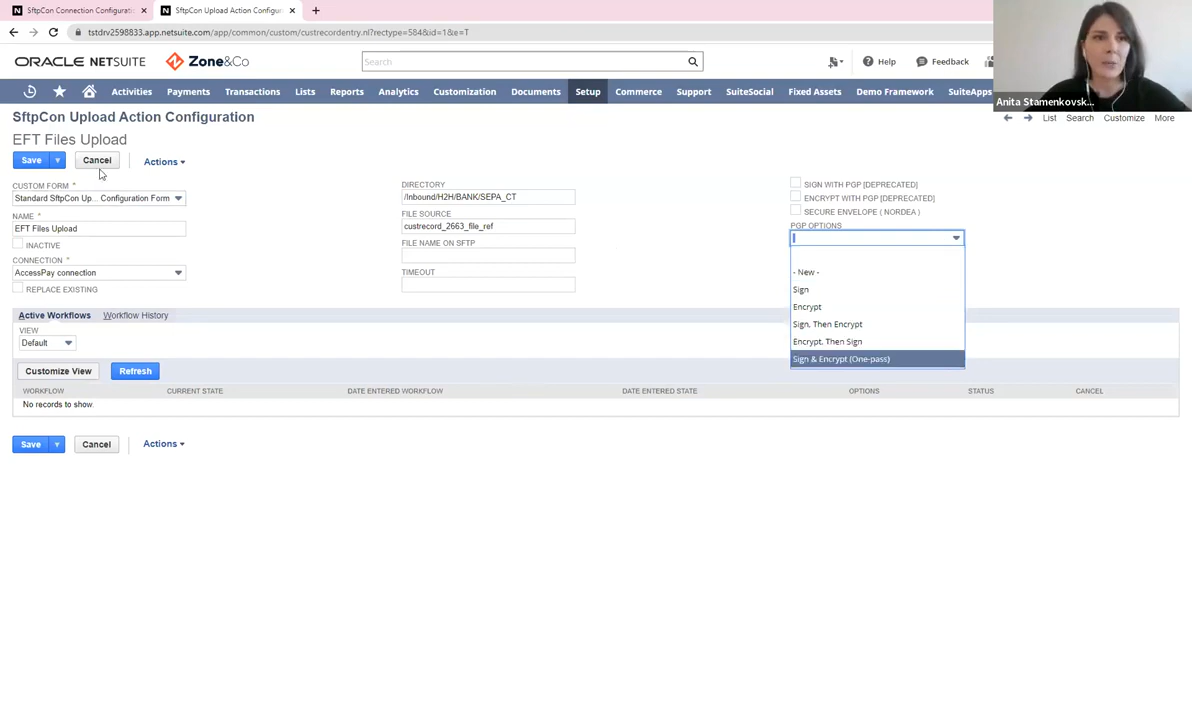 SftpCon Connection Configuratio
SftpCon Upload Action Configur
tstdrv2598833.app.netsuite.com/app/common/custom/custrecordentry.nl?rectype=584&id=1&e=T
ORACLE NETSUITE
Zone&Co
Search
Help
Feedback
Activities Payments Transactions Lists Reports Analytics Customization Documents Setup Commerce Support SuiteSocial Fixed Assets Demo Framework SuiteApps
Anita Stamenkovsk...
SftpCon Upload Action Configuration
List Search Customize More
EFT Files Upload
Save
Cancel
Actions
CUSTOM FORM *
Standard SftpCon Up... Configuration Form
NAME *
EFT Files Upload
INACTIVE
CONNECTION *
AccessPay connection
REPLACE EXISTING
DIRECTORY
/Inbound/H2H/BANK/SEPA_CT
FILE SOURCE
custrecord_2663_file_ref
FILE NAME ON SFTP
TIMEOUT
SIGN WITH PGP [DEPRECATED]
ENCRYPT WITH PGP [DEPRECATED]
SECURE ENVELOPE ( NORDEA )
PGP OPTIONS
- New -
Sign
Encrypt
Sign, Then Encrypt
Encrypt, Then Sign
Sign & Encrypt (One-pass)
Active Workflows
Workflow History
VIEW
Default
Customize View
Refresh
WORKFLOW CURRENT STATE DATE ENTERED WORKFLOW DATE ENTERED STATE OPTIONS STATUS CANCEL
No records to show.
Save
Cancel
Actions